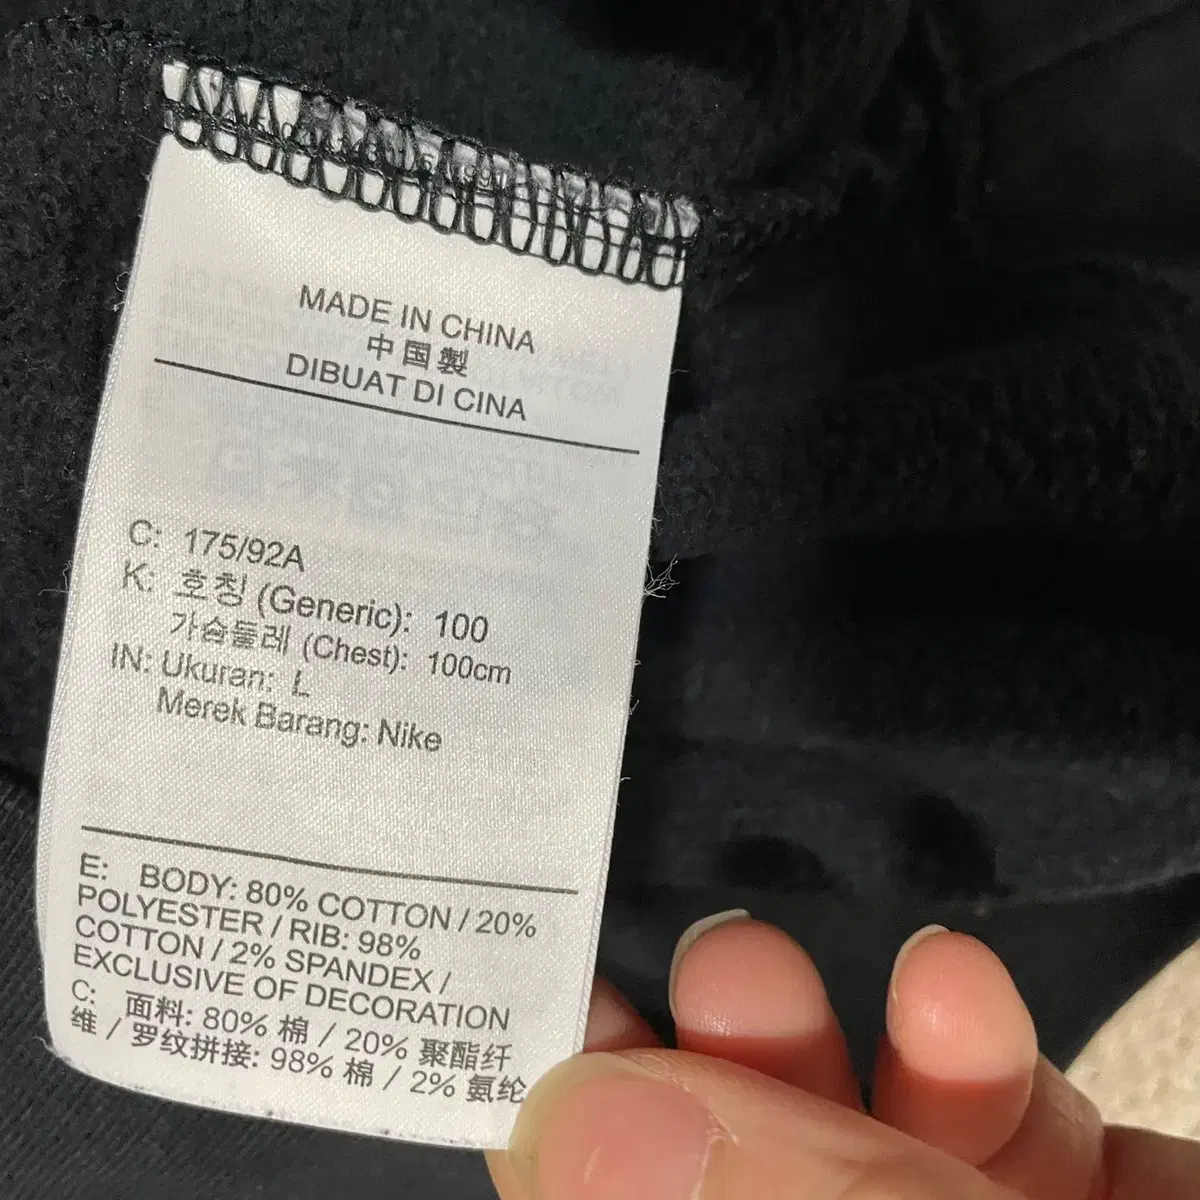 MADE IN CHINA
中国製
DIBUAT DI CINA
C: 175/92A
K: 호칭 (Generic): 100
가슴둘레 (Chest): 100cm
IN: Ukuran: L
Merek Barang: Nike
E: BODY: 80% COTTON / 20%
POLYESTER / RIB: 98%
COTTON / 2% SPANDEX /
EXCLUSIVE OF DECORATION
C: 面料: 80% 棉 / 20% 聚酯纤
维 / 罗纹拼接: 98% 棉 / 2% 氨纶